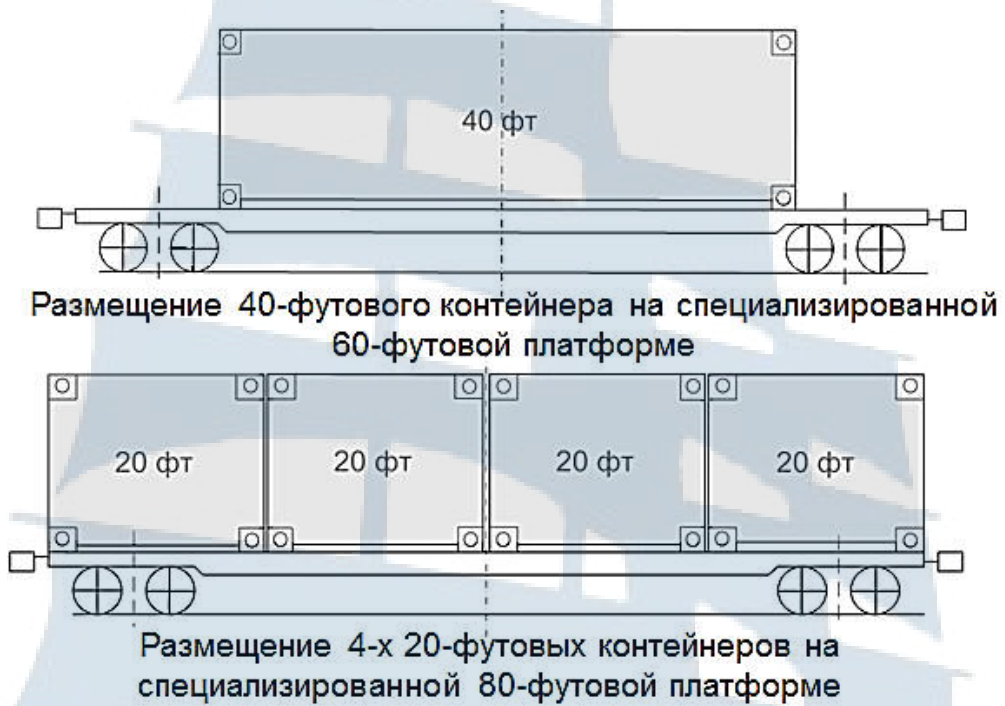 40 фт
Размещение 40-футового контейнера на специализированной
60-футовой платформе
20 фт 20 фт 20 фт 20 фт
Размещение 4-х 20-футовых контейнеров на
специализированной 80-футовой платформе